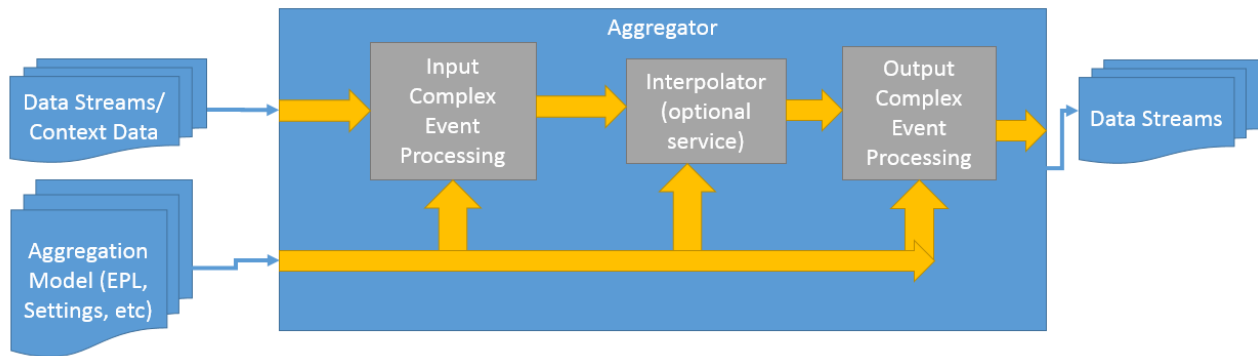 Aggregator
Data Streams/
Context Data
Input
Complex
Event
Processing
Interpolator
(optional
service)
Output
Complex
Event
Processing
Data Streams
Aggregation
Model (EPL,
Settings, etc)